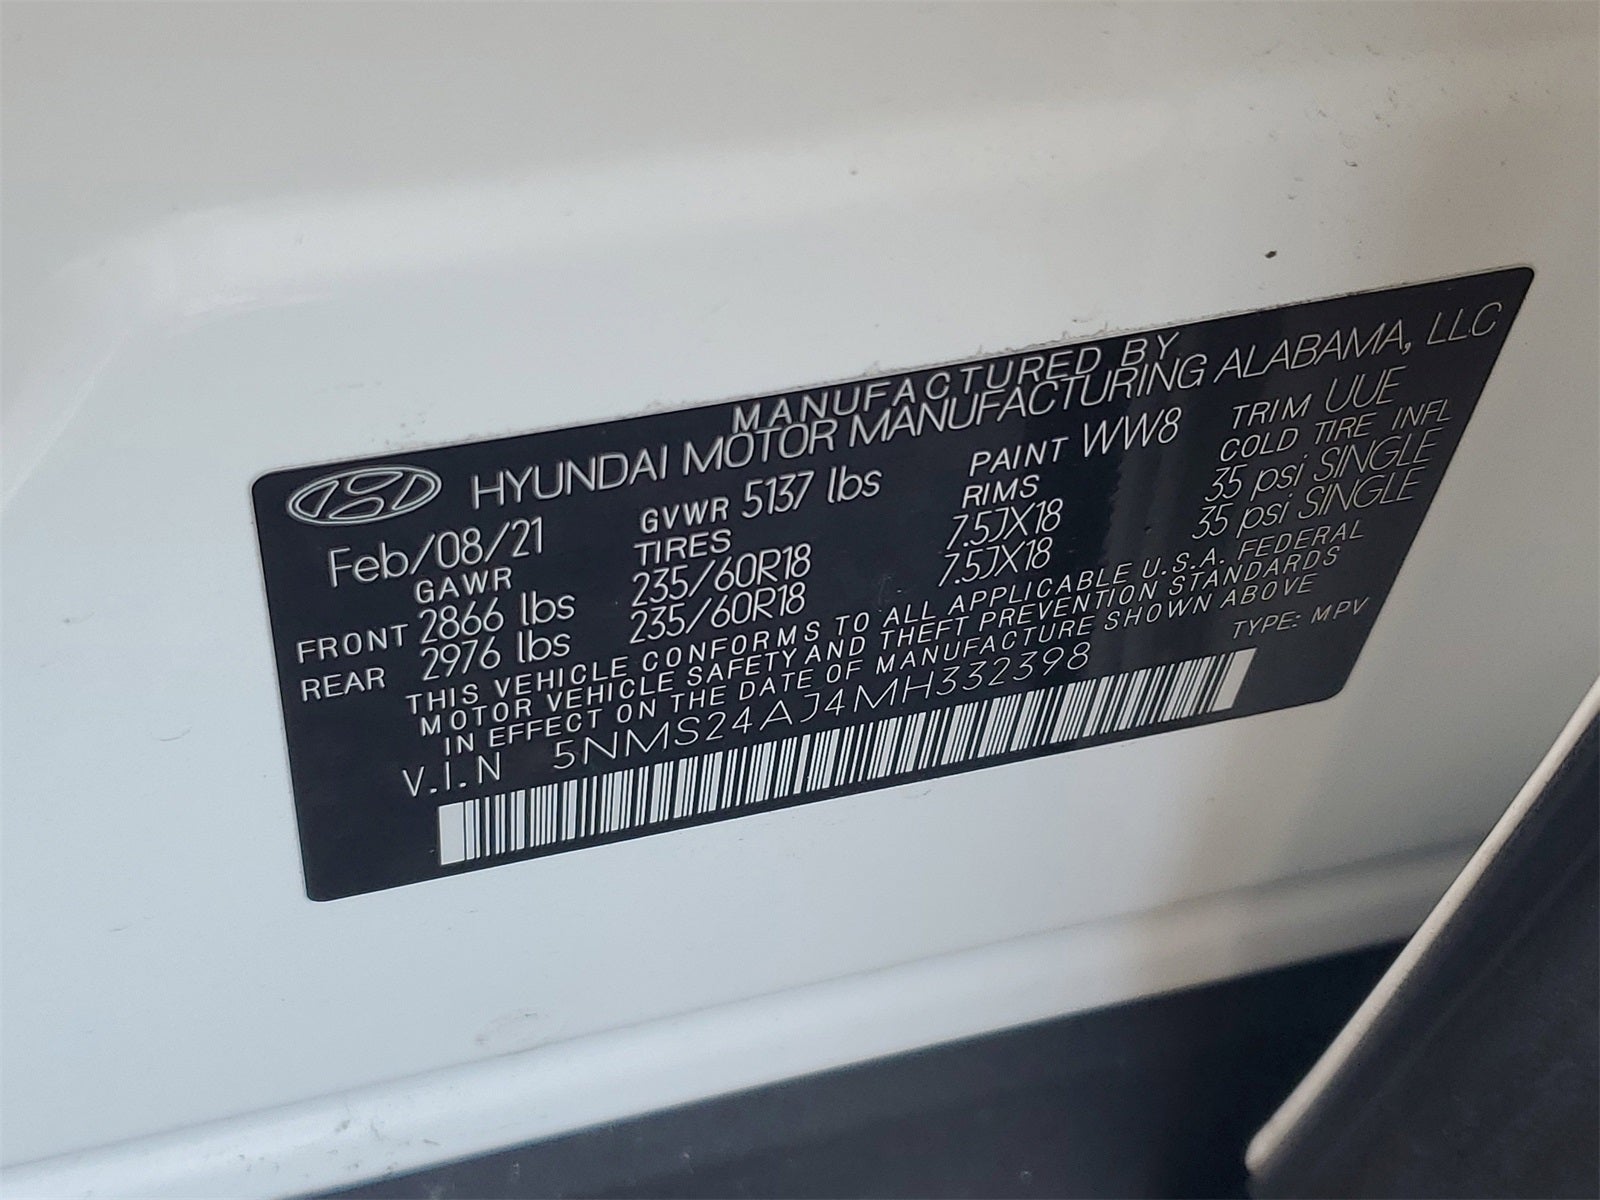 MANUFACTURED BY
HYUNDAI MOTOR MANUFACTURING ALABAMA, LLC
Feb/08/21 GVWR 5137 lbs PAINT WW8 TRIM UUE
GAWR TIRES RIMS COLD TIRE INFL
FRONT 2866 lbs 235/60R18 7.5JX18 35 psi SINGLE
REAR 2976 lbs 235/60R18 7.5JX18 35 psi SINGLE
THIS VEHICLE CONFORMS TO ALL APPLICABLE U.S.A. FEDERAL
MOTOR VEHICLE SAFETY AND THEFT PREVENTION STANDARDS
IN EFFECT ON THE DATE OF MANUFACTURE SHOWN ABOVE
V.I.N 5NMS24AJ4MH332398 TYPE: MPV